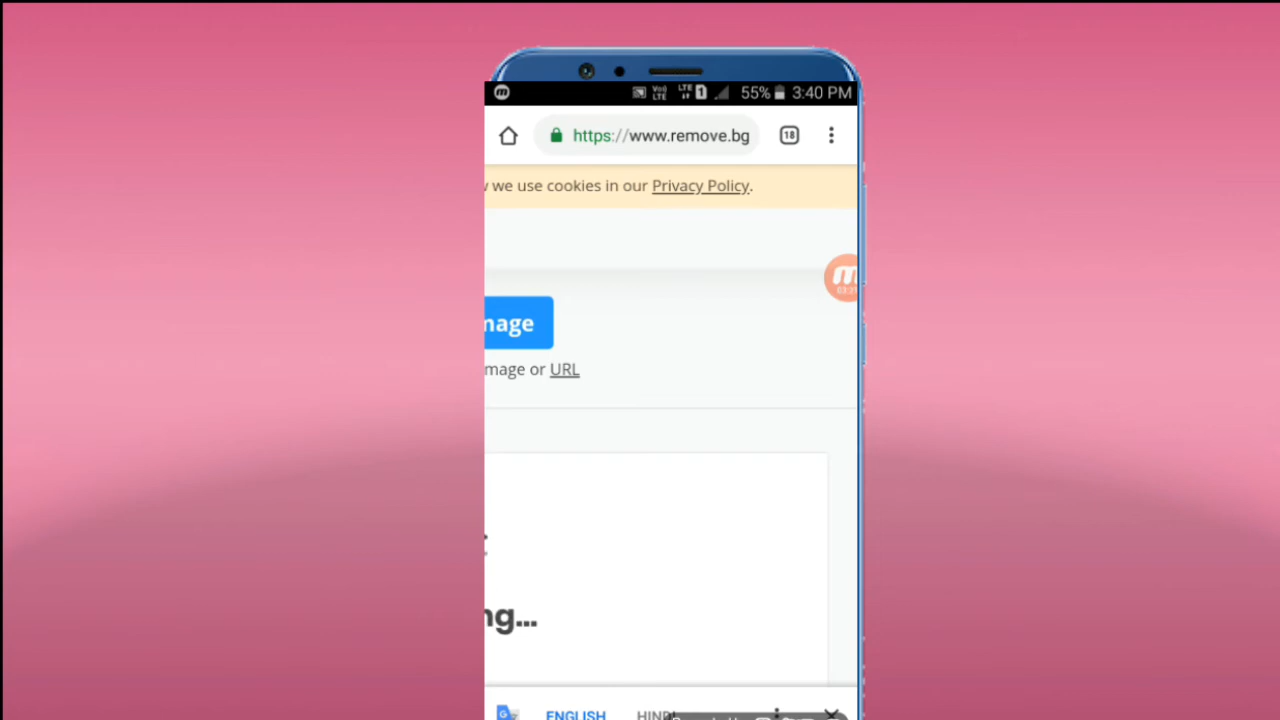 55% 3:40 PM
https://www.remove.bg 18
we use cookies in our Privacy Policy.
mage
mage or URL
ng...
ENGLISH HINDI